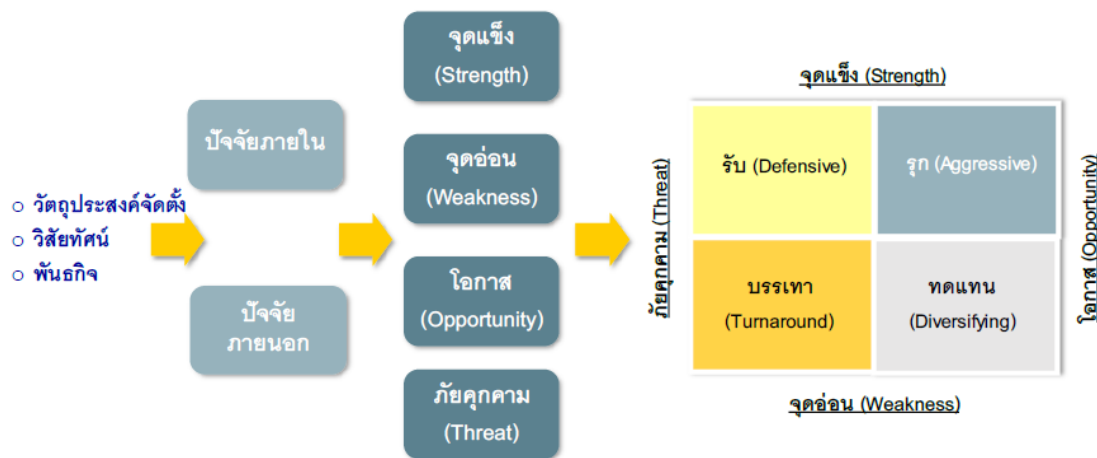 วัตถุประสงค์จัดตั้ง
วิสัยทัศน์
พันธกิจ
ปัจจัยภายใน
ปัจจัย
ภายนอก
จุดแข็ง
(Strength)
จุดอ่อน
(Weakness)
โอกาส
(Opportunity)
ภัยคุกคาม
(Threat)
จุดแข็ง (Strength)
ภัยคุกคาม (Threat)
รับ (Defensive)
รุก (Aggressive)
บรรเทา
(Turnaround)
ทดแทน
(Diversifying)
โอกาส (Opportunity)
จุดอ่อน (Weakness)